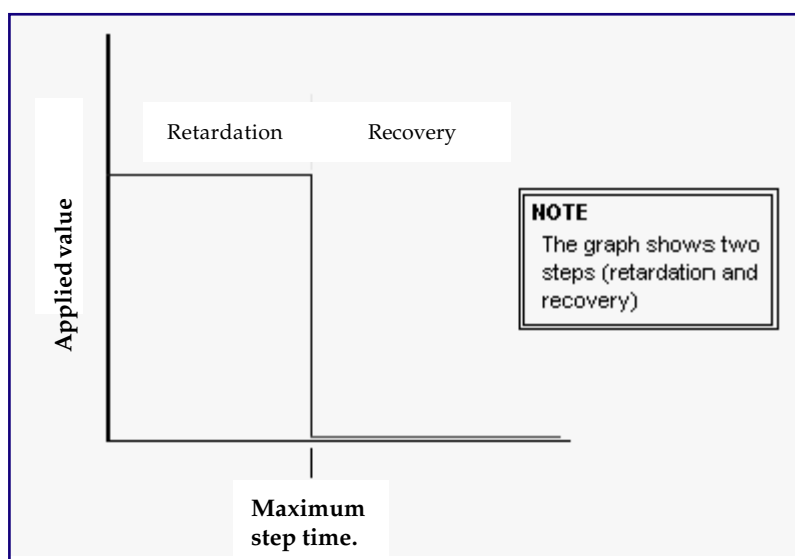 Retardation
Recovery
Applied value
NOTE
The graph shows two
steps (retardation and
recovery)
Maximum
step time.